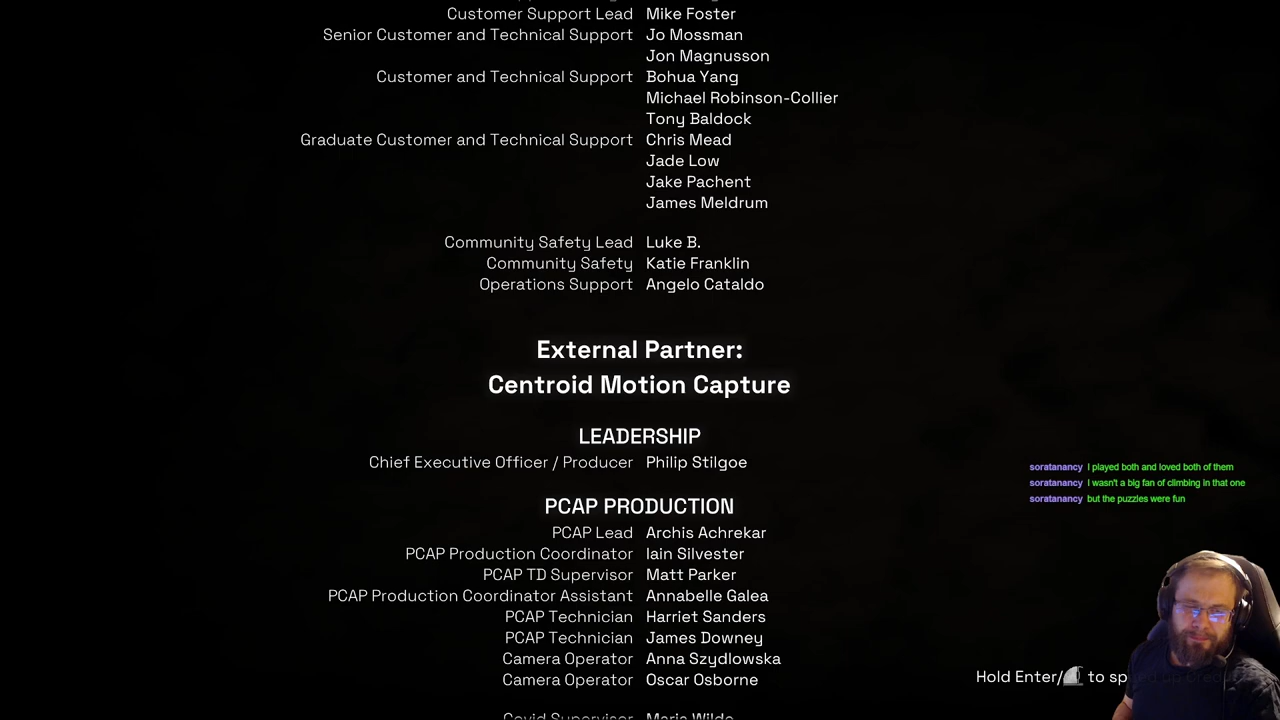 Customer Support Lead Mike Foster
Senior Customer and Technical Support Jo Mossman
Jon Magnusson
Customer and Technical Support Bohua Yang
Michael Robinson-Collier
Tony Baldock
Graduate Customer and Technical Support Chris Mead
Jade Low
Jake Pachent
James Meldrum
Community Safety Lead Luke B.
Community Safety Katie Franklin
Operations Support Angelo Cataldo
External Partner:
Centroid Motion Capture
LEADERSHIP
Chief Executive Officer / Producer Philip Stilgoe
PCAP PRODUCTION
PCAP Lead Archis Achrekar
PCAP Production Coordinator Iain Silvester
PCAP TD Supervisor Matt Parker
PCAP Production Coordinator Assistant Annabelle Galea
PCAP Technician Harriet Sanders
PCAP Technician James Downey
Camera Operator Anna Szydlowska
Camera Operator Oscar Osborne
Covid Supervisor
soratanancy I played both and loved both of them
soratanancy I wasn't a big fan of climbing in that one
soratanancy but the puzzles were fun
Hold Enter/ to speed up